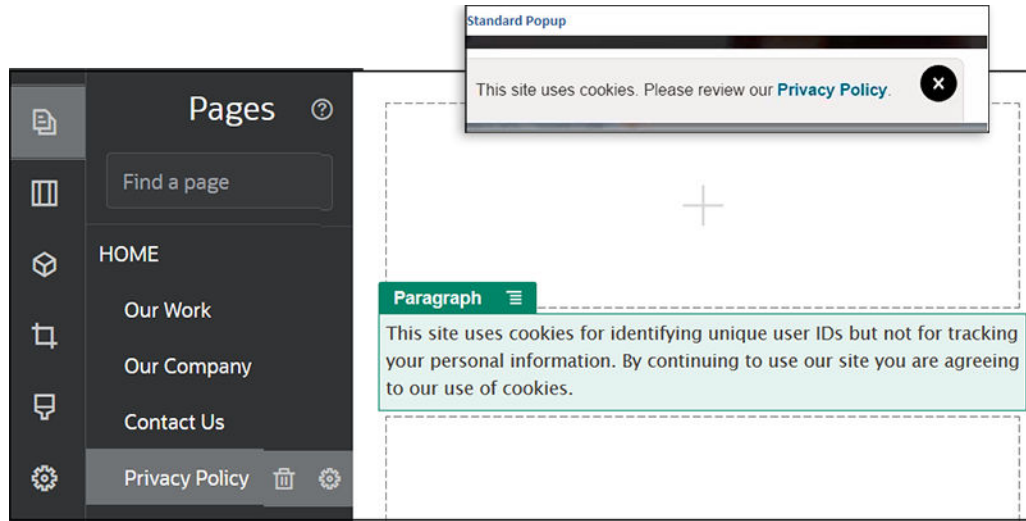 Standard Popup
This site uses cookies. Please review our Privacy Policy.
Pages
Find a page
HOME
Our Work
Our Company
Contact Us
Privacy Policy
Paragraph
This site uses cookies for identifying unique user IDs but not for tracking
your personal information. By continuing to use our site you are agreeing
to our use of cookies.